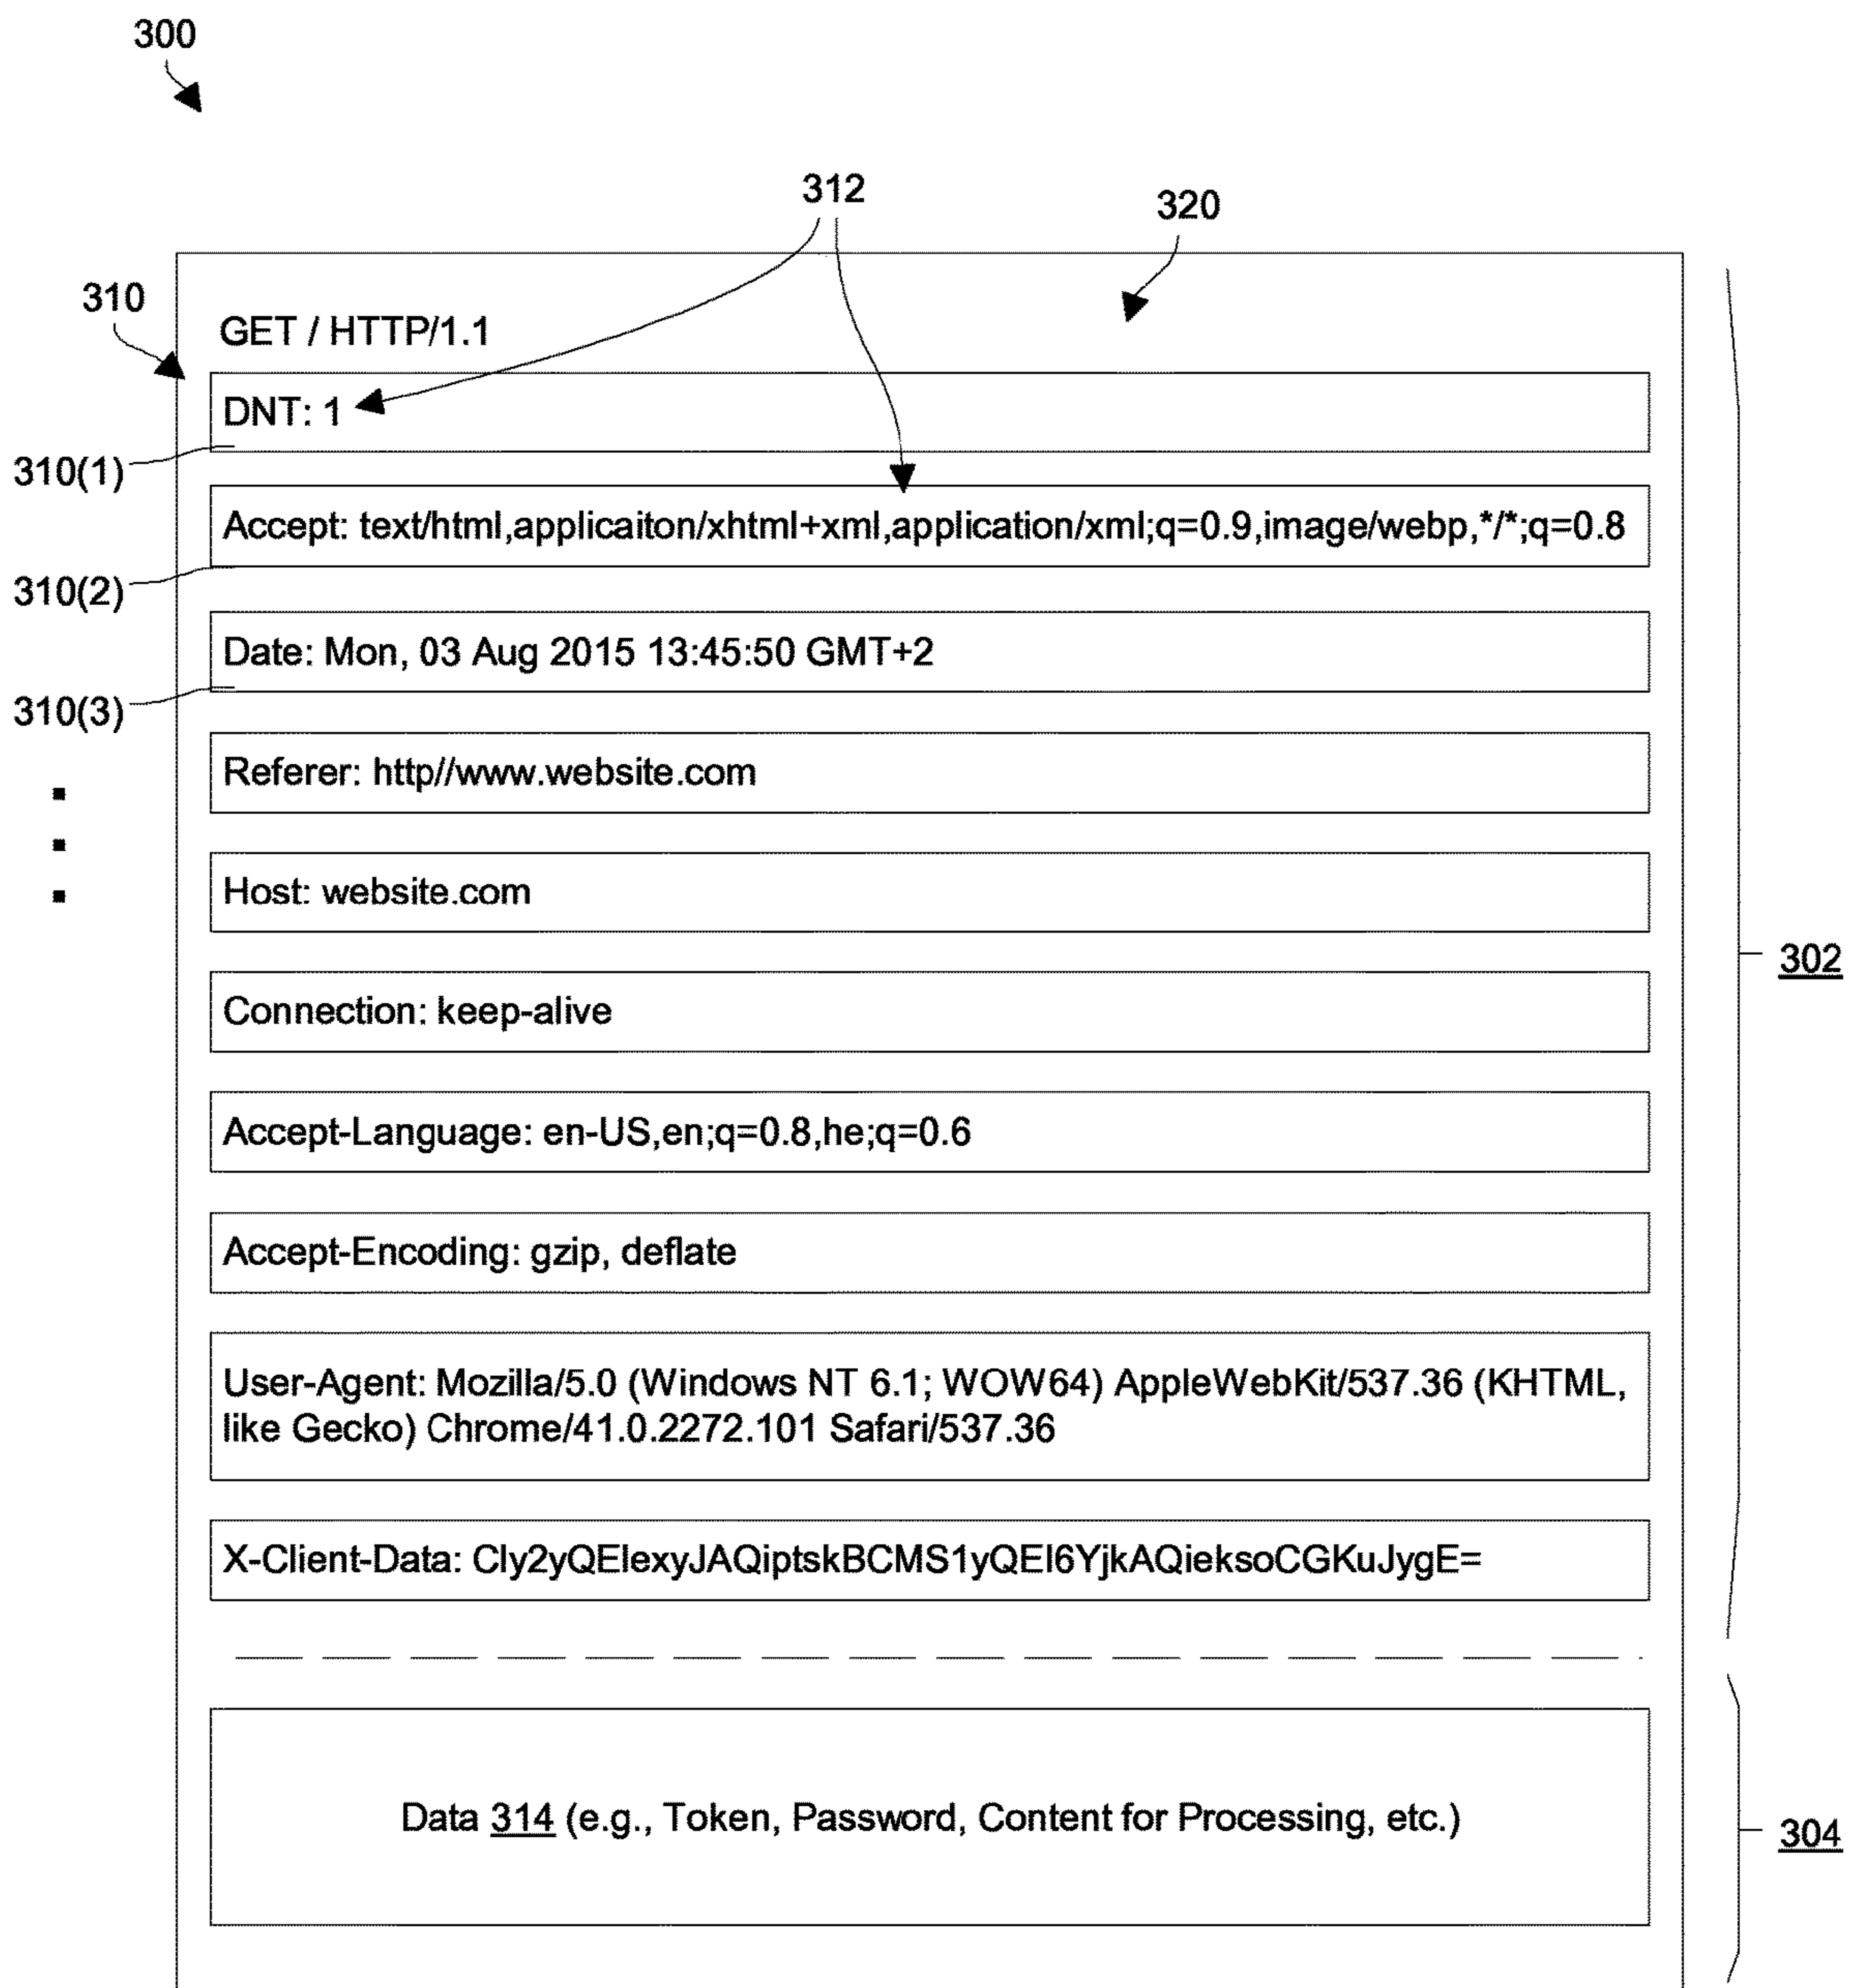 300
312
320
310
GET / HTTP/1.1
DNT: 1
310(1)
Accept: text/html,applicaiton/xhtml+xml,application/xml;q=0.9,image/webp,*/*;q=0.8
310(2)
Date: Mon, 03 Aug 2015 13:45:50 GMT+2
310(3)
Referer: http//www.website.com
Host: website.com
302
Connection: keep-alive
Accept-Language: en-US,en;q=0.8,he;q=0.6
Accept-Encoding: gzip, deflate
User-Agent: Mozilla/5.0 (Windows NT 6.1; WOW64) AppleWebKit/537.36 (KHTML,
like Gecko) Chrome/41.0.2272.101 Safari/537.36
X-Client-Data: Cly2yQElexyJAQiptskBCMS1yQEl6YjkAQieksoCGKuJygE=
Data 314 (e.g., Token, Password, Content for Processing, etc.)
304